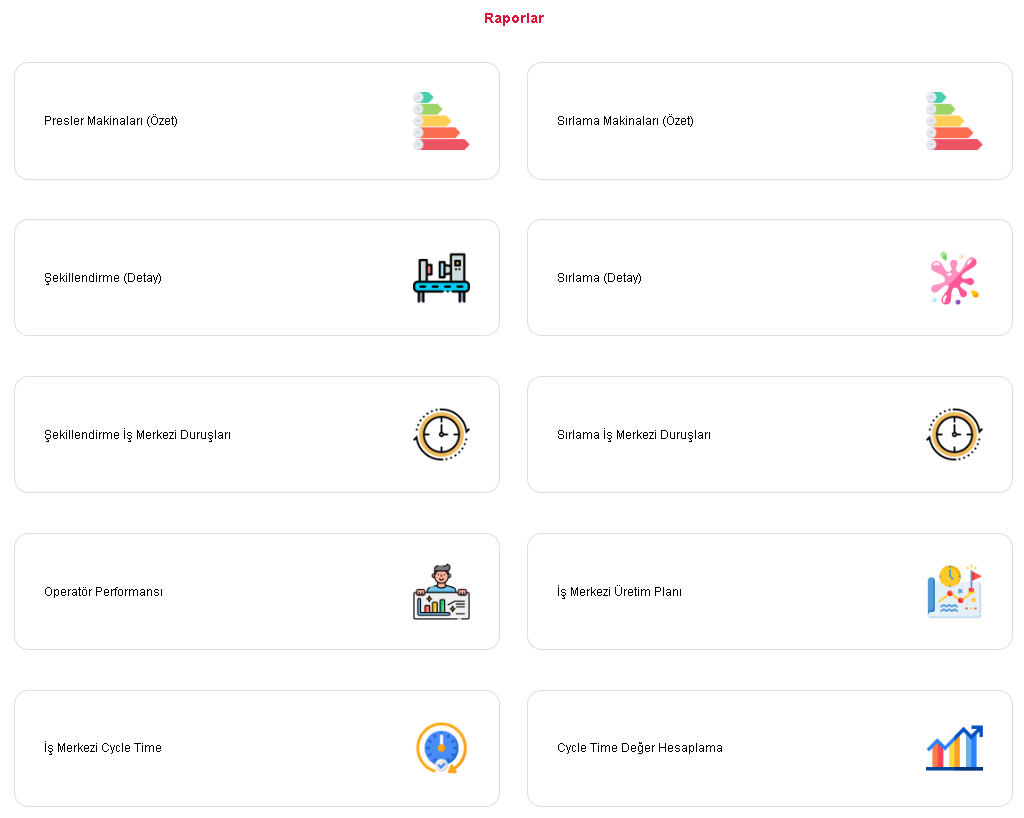 Raporlar
Presler Makinaları (Özet)
Sırlama Makinaları (Özet)
Şekillendirme (Detay)
Sırlama (Detay)
Şekillendirme İş Merkezi Duruşları
Sırlama İş Merkezi Duruşları
Operatör Performansı
İş Merkezi Üretim Planı
İş Merkezi Cycle Time
Cycle Time Değer Hesaplama